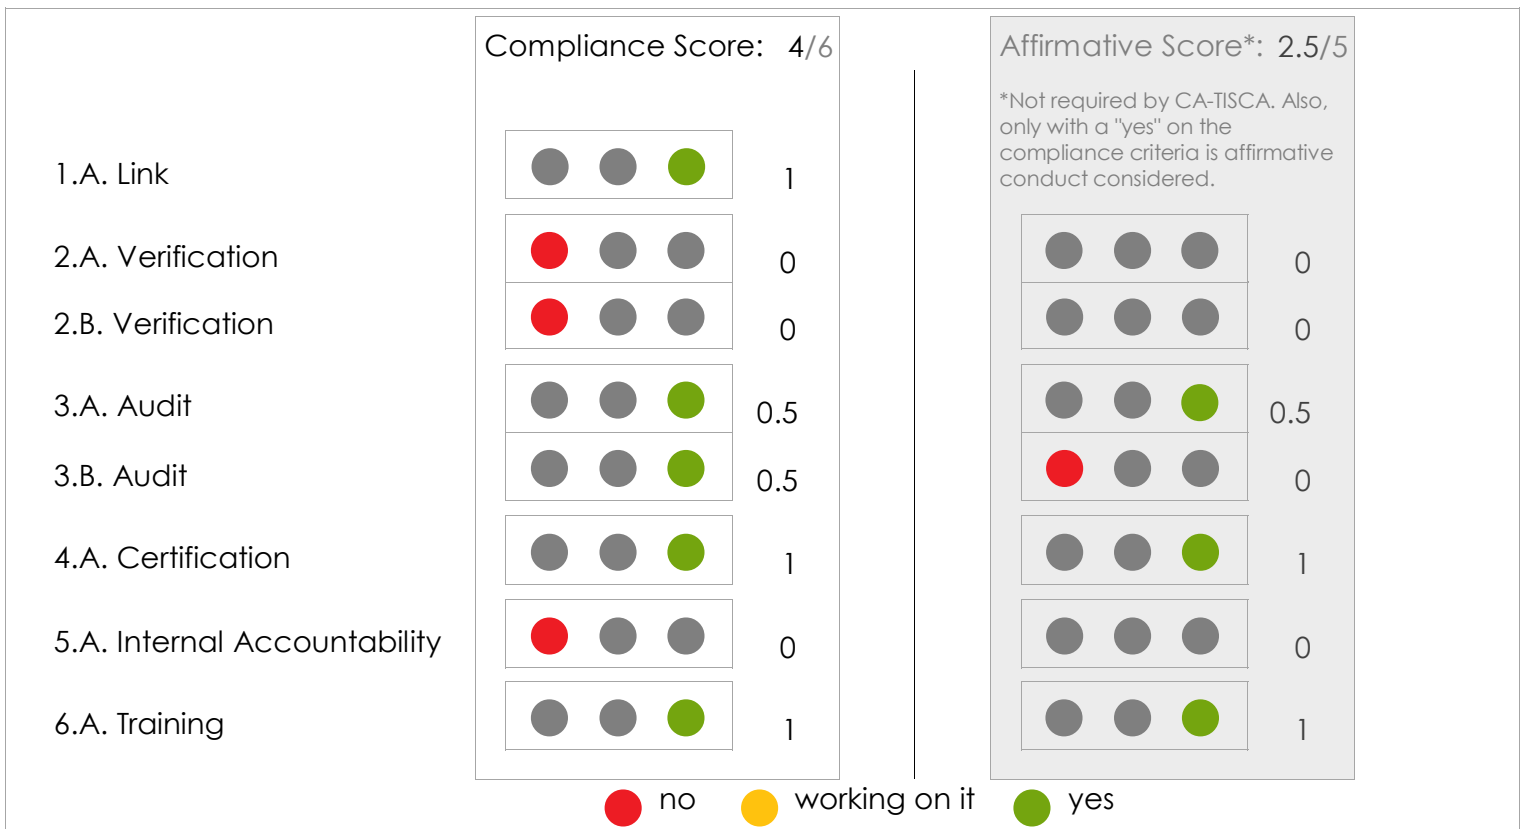 Compliance Score: 4/6
Affirmative Score*: 2.5/5
*Not required by CA-TISCA. Also,
only with a "yes" on the
compliance criteria is affirmative
conduct considered.
1.A. Link 1
2.A. Verification 0 0
2.B. Verification 0 0
3.A. Audit 0.5 0.5
3.B. Audit 0.5 0
4.A. Certification 1 1
5.A. Internal Accountability 0 0
6.A. Training 1 1
no working on it yes